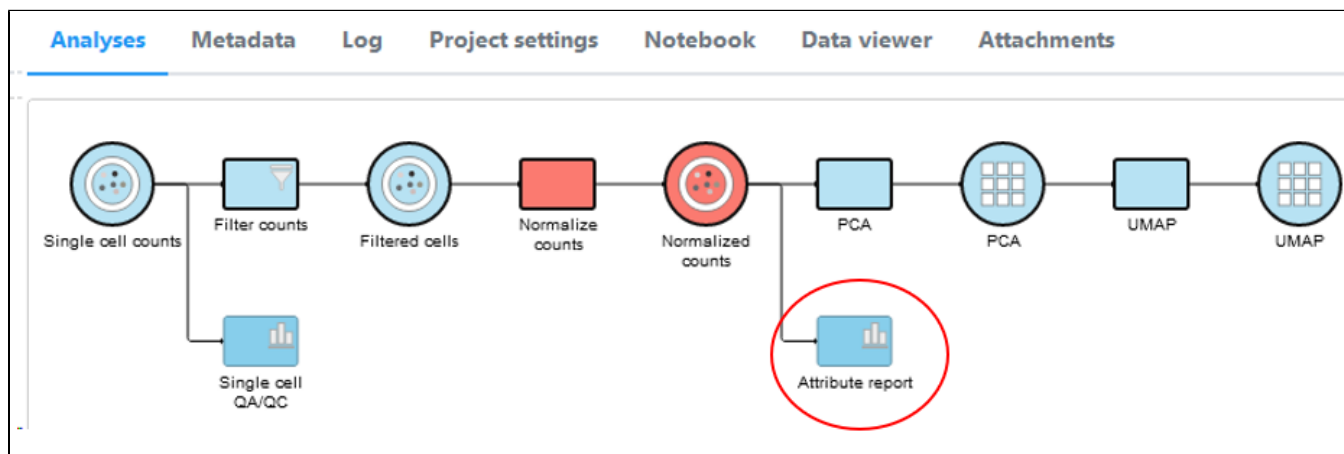 Analyses Metadata Log Project settings Notebook Data viewer Attachments
Single cell counts
Filter counts
Filtered cells
Normalize
counts
Normalized
counts
PCA
PCA
UMAP
UMAP
Single cell
QA/QC
Attribute report